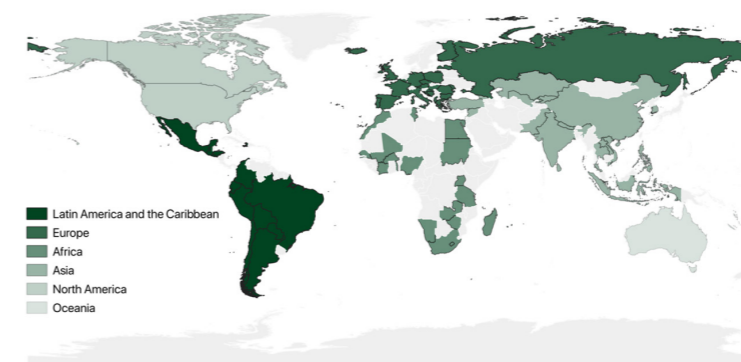 Latin America and the Caribbean
Europe
Africa
Asia
North America
Oceania